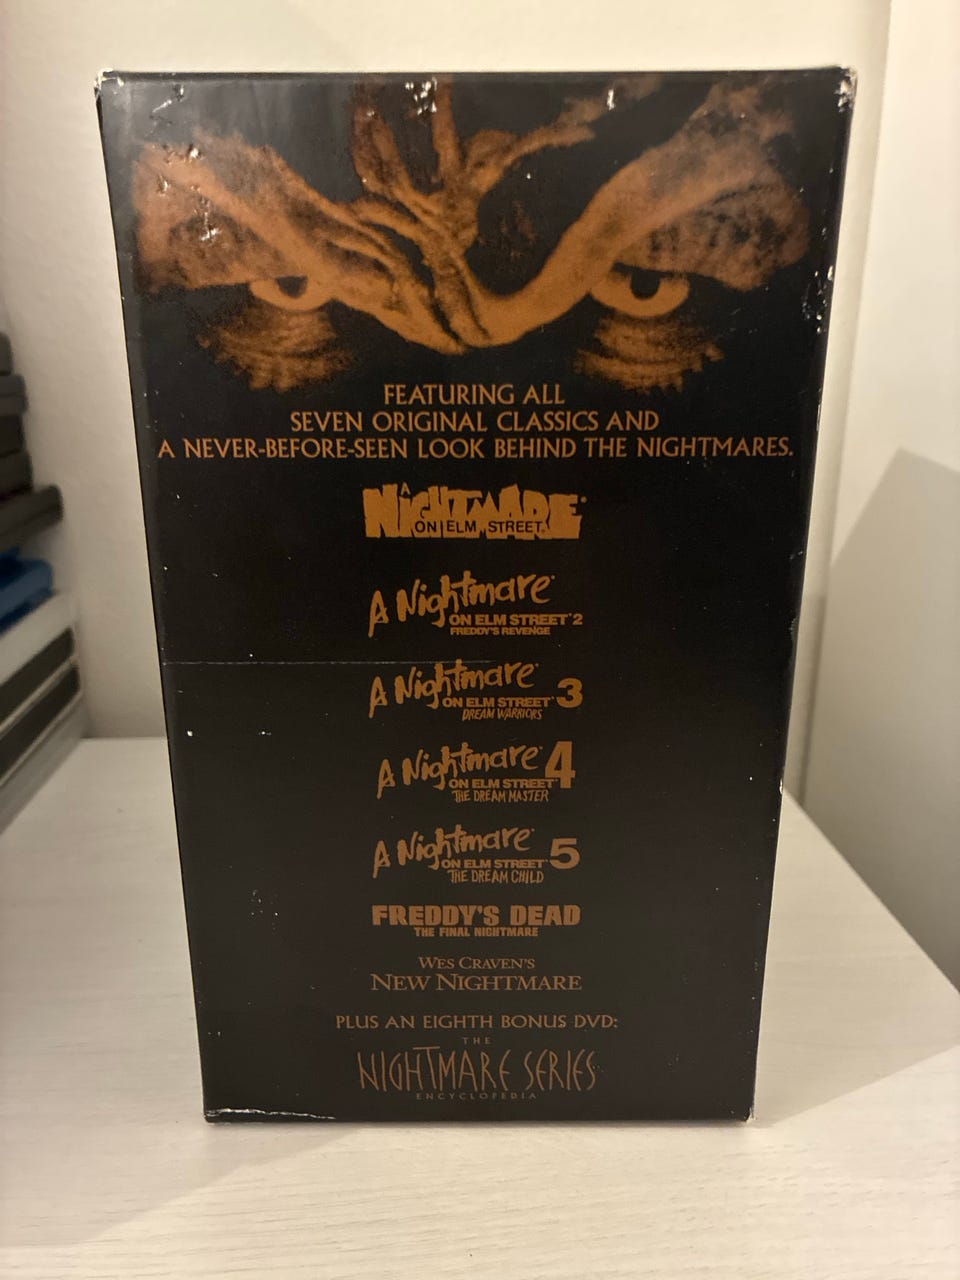 FEATURING ALL
SEVEN ORIGINAL CLASSICS AND
A NEVER-BEFORE-SEEN LOOK BEHIND THE NIGHTMARES.
A
NIGHTMARE
ON ELM STREET
A Nightmare
ON ELM STREET 2
FREDDY'S REVENGE
A Nightmare
ON ELM STREET 3
DREAM WARRIORS
A Nightmare 4
ON ELM STREET
THE DREAM MASTER
A Nightmare
ON ELM STREET 5
THE DREAM CHILD
FREDDY'S DEAD
THE FINAL NIGHTMARE
WES CRAVEN'S
NEW NIGHTMARE
PLUS AN EIGHTH BONUS DVD:
THE
NIGHTMARE SERIES
ENCYCLOPEDIA